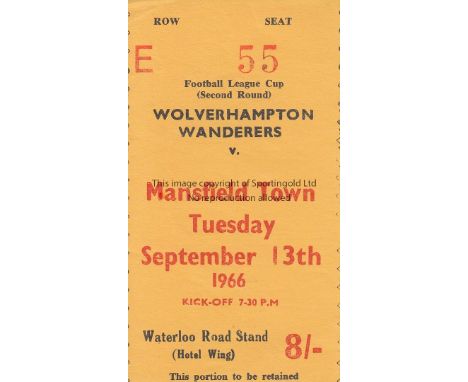 ROW SEAT
E 55
Football League Cup
(Second Round)
WOLVERHAMPTON
WANDERERS
v.
This image copyright of Sportingold Ltd
Mansfield Town
No reproduction allowed
Tuesday
September 13th
1966
KICK-OFF 7-30 P.M
Waterloo Road Stand 8/-
(Hotel Wing)
This portion to be retained